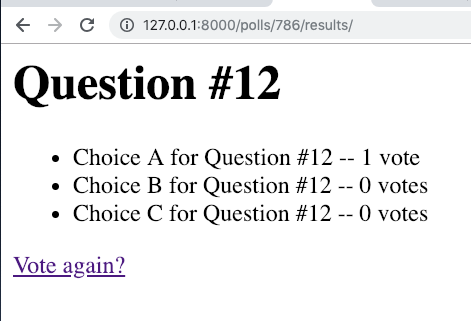 127.0.0.1:8000/polls/786/results/
Question #12
Choice A for Question #12 -- 1 vote
Choice B for Question #12 -- 0 votes
Choice C for Question #12 -- 0 votes
Vote again?